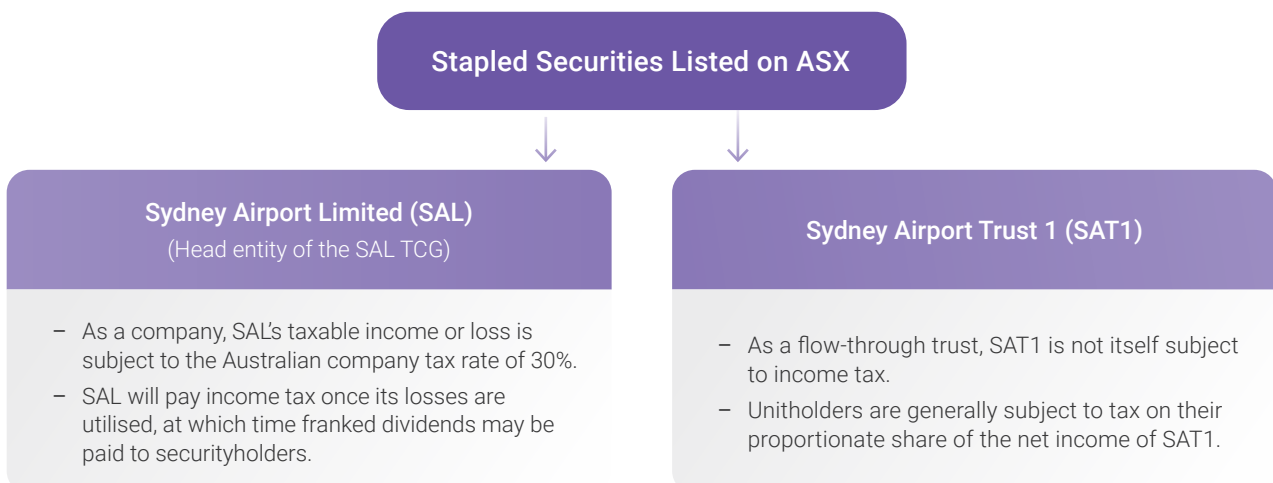 Stapled Securities Listed on ASX
Sydney Airport Limited (SAL)
(Head entity of the SAL TCG)
– As a company, SAL’s taxable income or loss is
subject to the Australian company tax rate of 30%.
– SAL will pay income tax once its losses are
utilised, at which time franked dividends may be
paid to securityholders.
Sydney Airport Trust 1 (SAT1)
– As a flow-through trust, SAT1 is not itself subject
to income tax.
– Unitholders are generally subject to tax on their
proportionate share of the net income of SAT1.